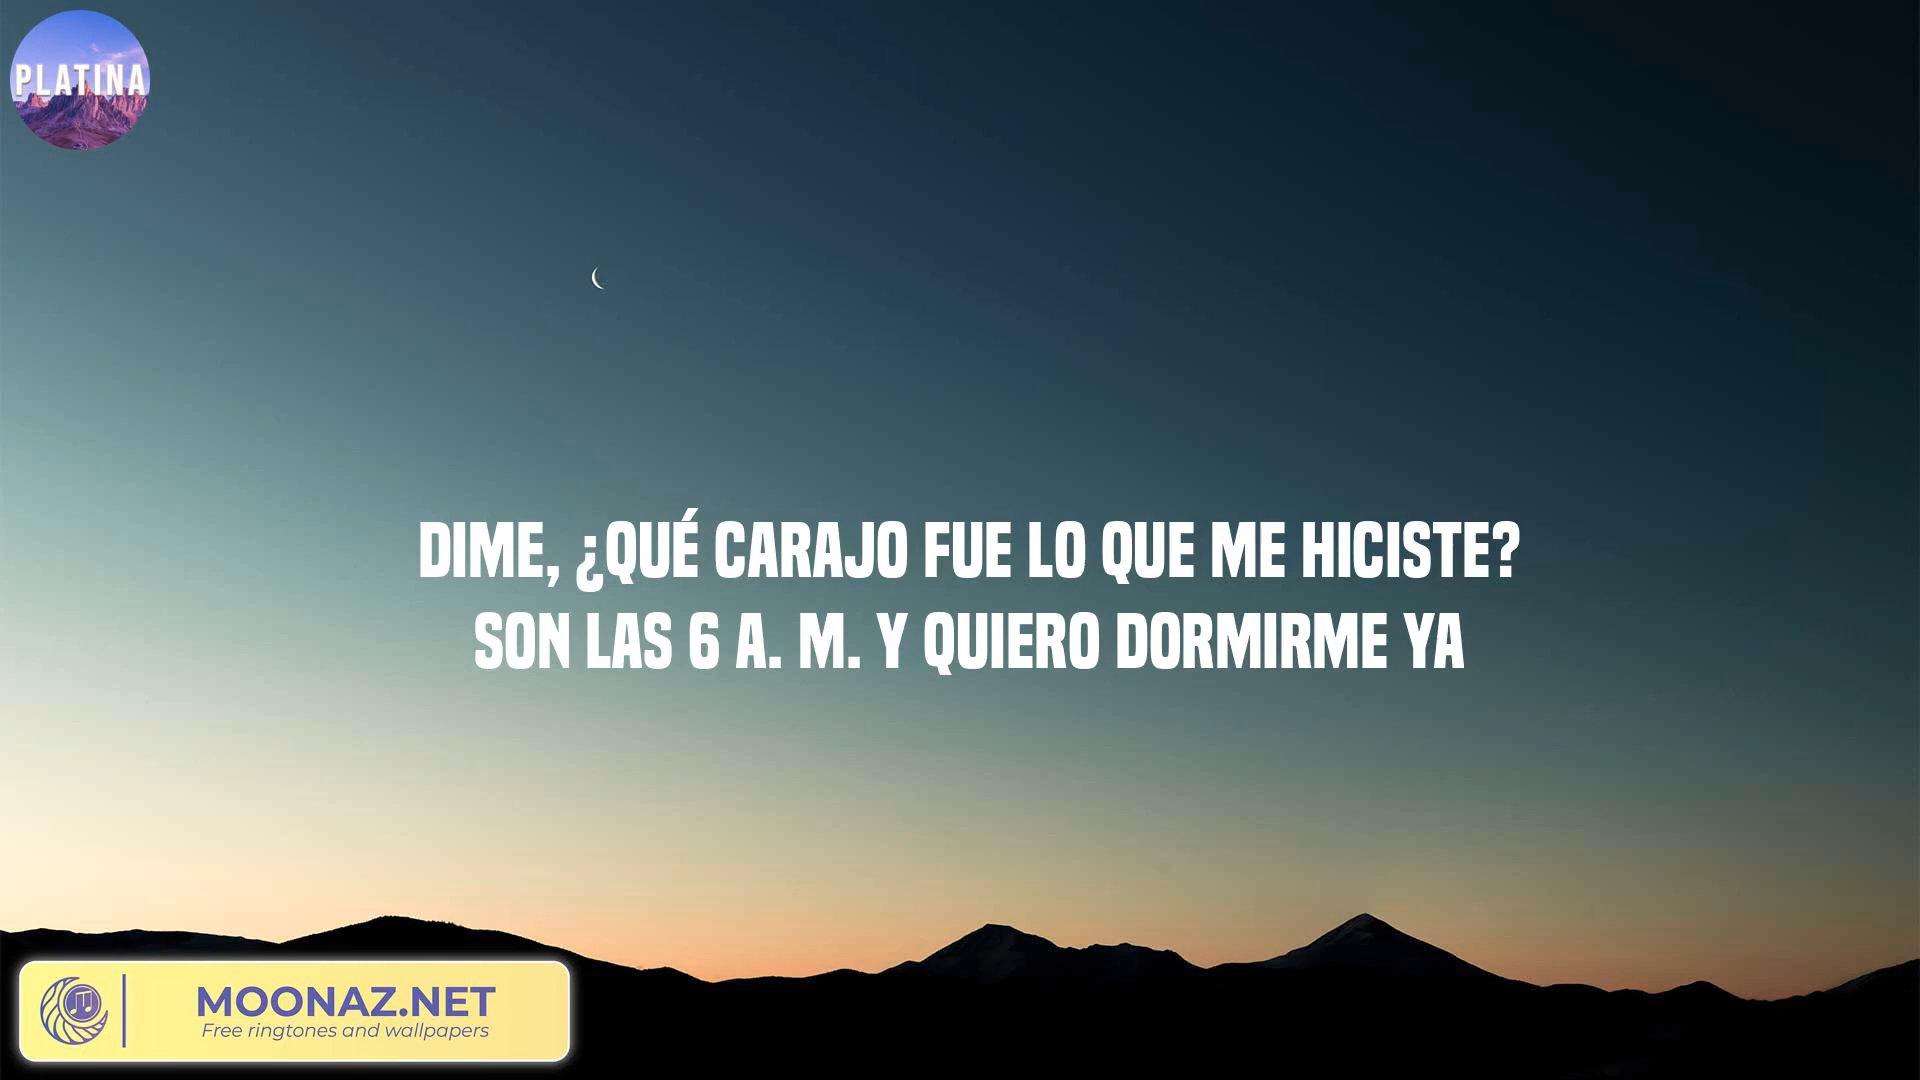 PLATINA
DIME, ¿QUÉ CARAJO FUE LO QUE ME HICISTE?
SON LAS 6 A. M. Y QUIERO DORMIRME YA
MOONAZ.NET
Free ringtones and wallpapers